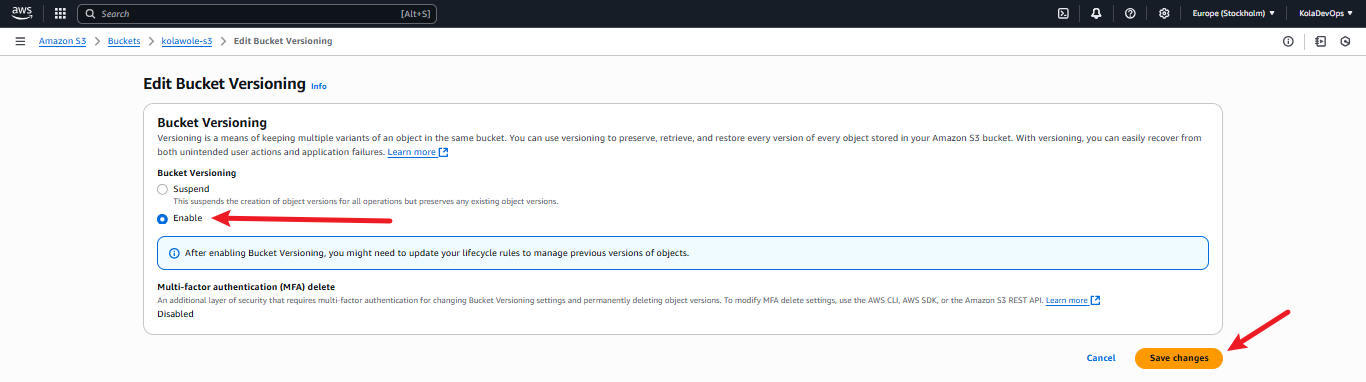 aws Search [Alt+S] Europe (Stockholm) KolaDevOps
Amazon S3 > Buckets > kolawole-s3 > Edit Bucket Versioning
Edit Bucket Versioning Info
Bucket Versioning
Versioning is a means of keeping multiple variants of an object in the same bucket. You can use versioning to preserve, retrieve, and restore every version of every object stored in your Amazon S3 bucket. With versioning, you can easily recover from
both unintended user actions and application failures. Learn more
Bucket Versioning
Suspend
This suspends the creation of object versions for all operations but preserves any existing object versions.
Enable
After enabling Bucket Versioning, you might need to update your lifecycle rules to manage previous versions of objects.
Multi-factor authentication (MFA) delete
An additional layer of security that requires multi-factor authentication for changing Bucket Versioning settings and permanently deleting object versions. To modify MFA delete settings, use the AWS CLI, AWS SDK, or the Amazon S3 REST API. Learn more
Disabled
Cancel Save changes